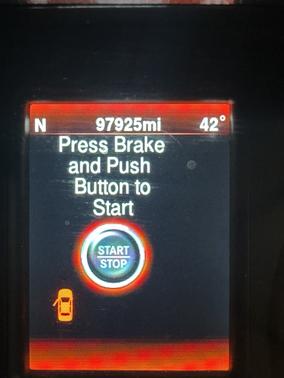 N 97925mi 42°
Press Brake
and Push
Button to
Start
START
STOP